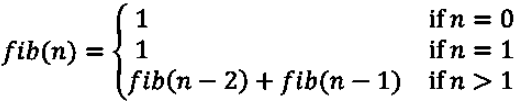 1 if n = 0
fib(n) = { 1 if n = 1
fib(n − 2) + fib(n − 1) if n > 1